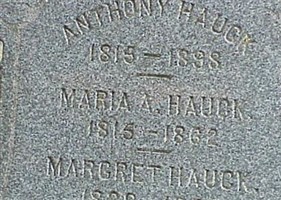 ANTHONY HAUCK
1815 – 1898
MARIA A. HAUCK.
1815 – 1862
MARGRET HAUCK.